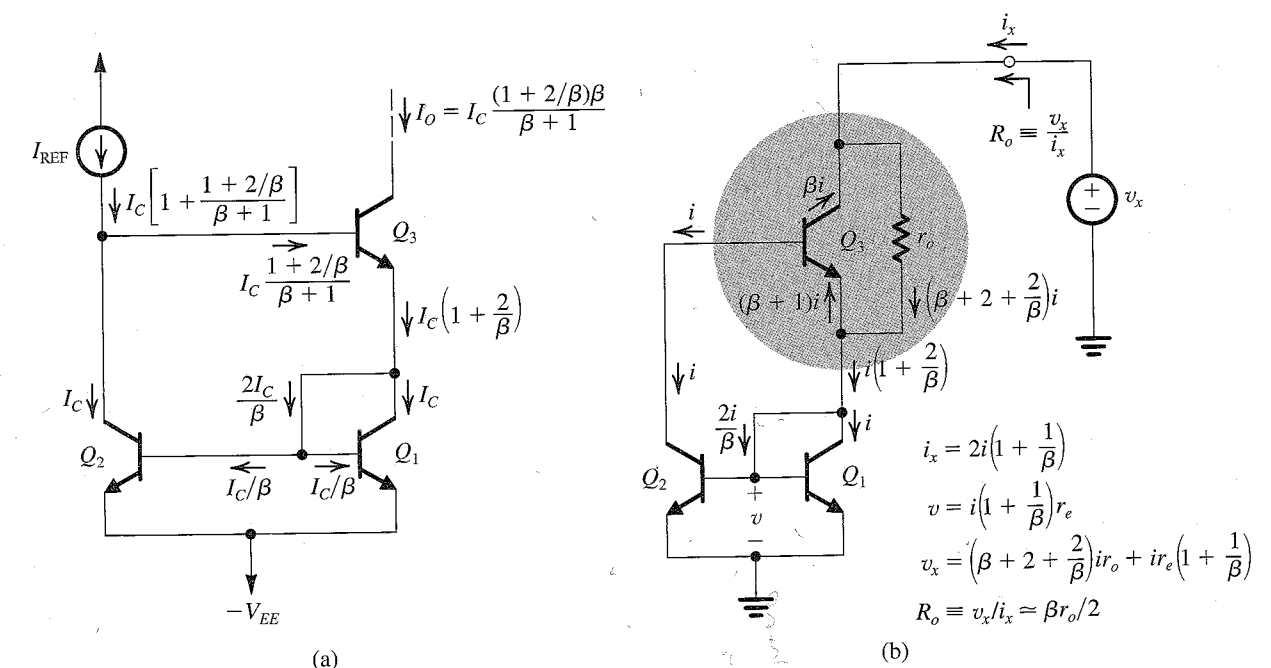 I_REF
I_C[1 + (1 + 2/β)/(β + 1)]
I_O = I_C (1 + 2/β)β/(β + 1)
Q_3
I_C (1 + 2/β)/(β + 1)
I_C(1 + 2/β)
I_C
2I_C/β
I_C
Q_2
Q_1
I_C/β
I_C/β
−V_EE
(a)
i_x
R_o ≡ v_x/i_x
+
−
v_x
βi
i
Q_3
r_o
(β + 1)i
(β + 2 + 2/β)i
i
i(1 + 2/β)
2i/β
i
Q_2
Q_1
+
v
−
i_x = 2i(1 + 1/β)
v = i(1 + 1/β)r_e
v_x = (β + 2 + 2/β)ir_o + ir_e(1 + 1/β)
R_o ≡ v_x/i_x ≃ βr_o/2
(b)